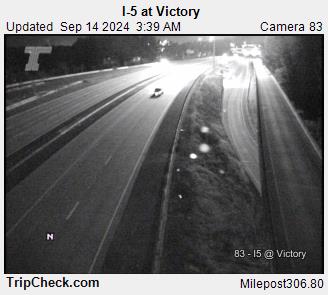 I-5 at Victory
Updated  Sep 14 2024  3:39 AM
Camera 83
T
N
83 - I5 @ Victory
TripCheck.com
Milepost306.80